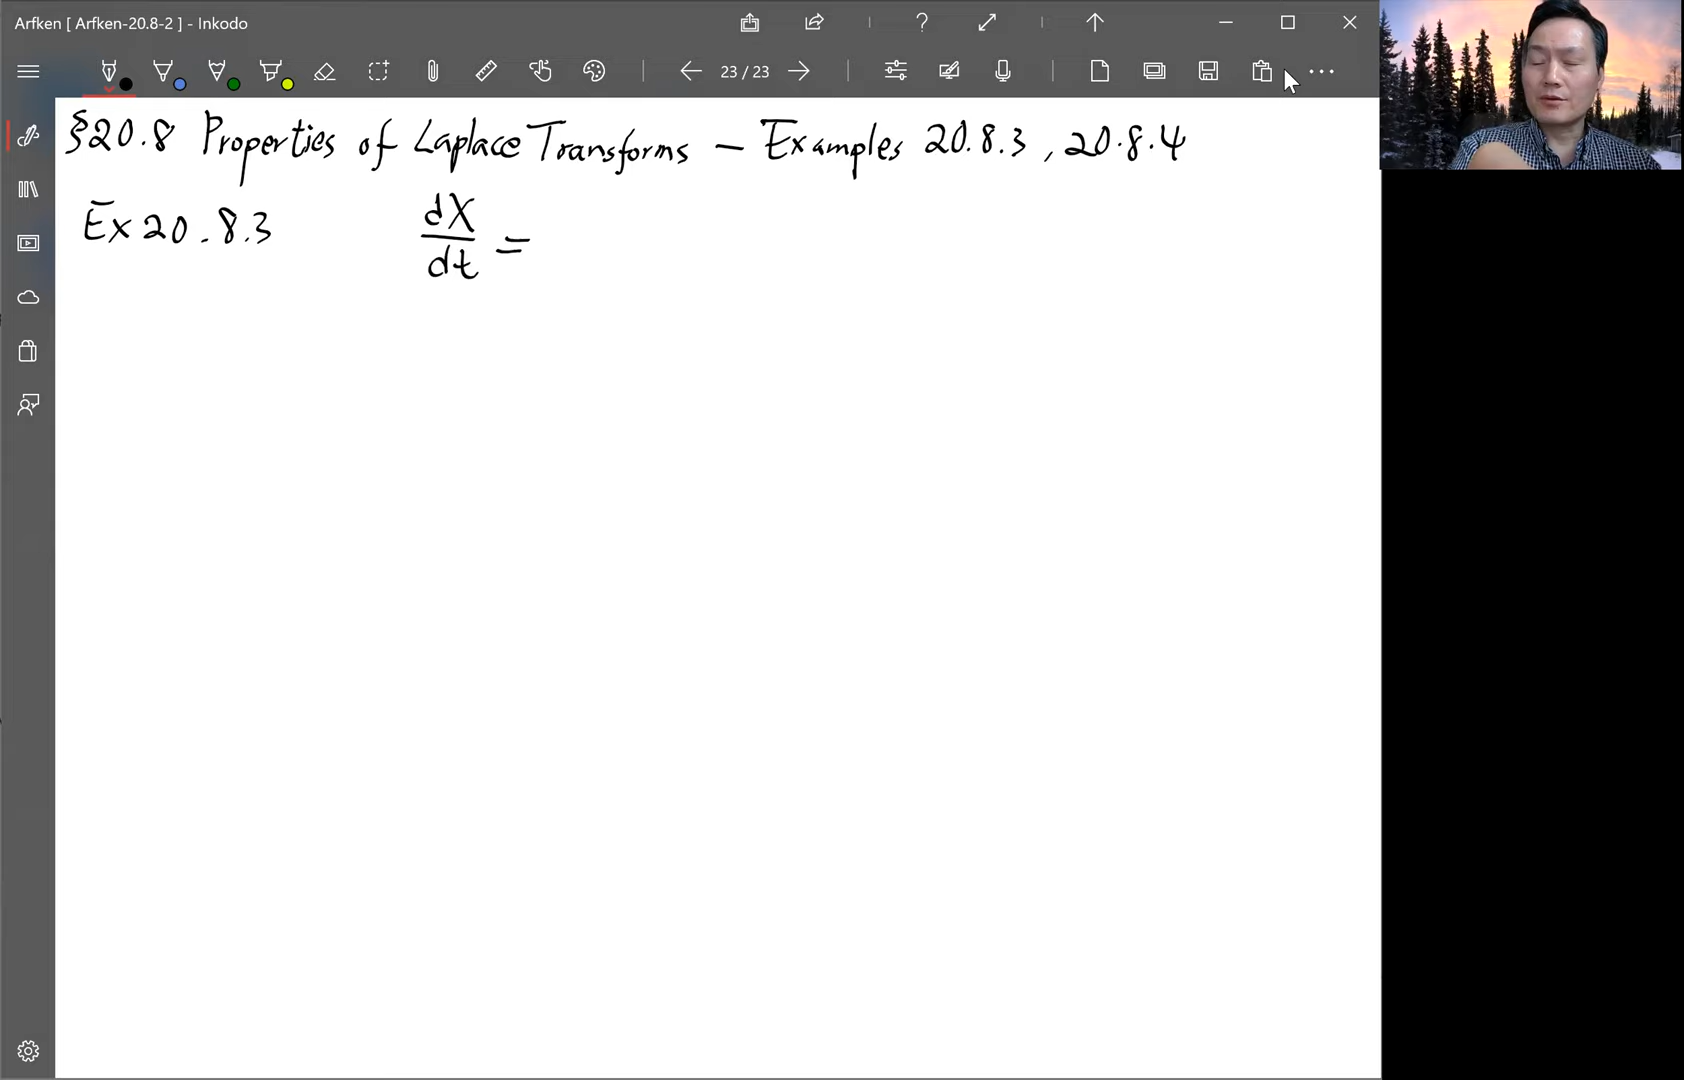 Arfken [ Arfken-20.8-2 ] - Inkodo
23 / 23
§20.8 Properties of Laplace Transforms – Examples 20.8.3, 20.8.4
Ex 20.8.3 dX/dt =